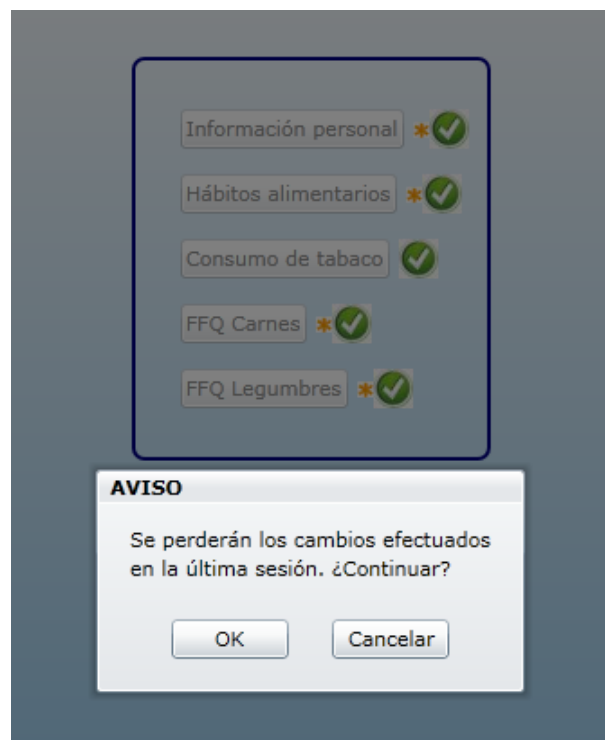 Información personal *
Hábitos alimentarios *
Consumo de tabaco
FFQ Carnes *
FFQ Legumbres *
AVISO
Se perderán los cambios efectuados
en la última sesión. ¿Continuar?
OK Cancelar